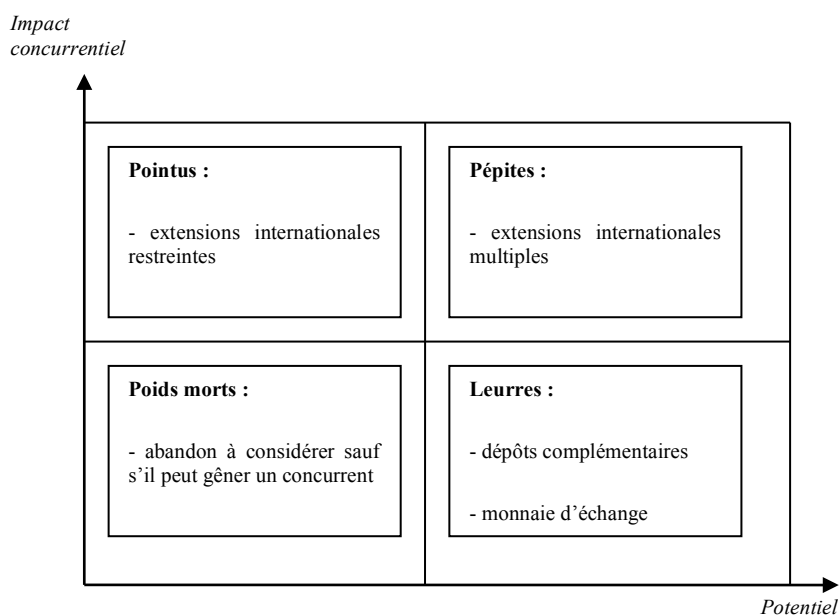 Impact
concurrentiel
Pointus :
- extensions internationales
restreintes
Pépites :
- extensions internationales
multiples
Poids morts :
- abandon à considérer sauf
s’il peut gêner un concurrent
Leurres :
- dépôts complémentaires
- monnaie d’échange
Potentiel